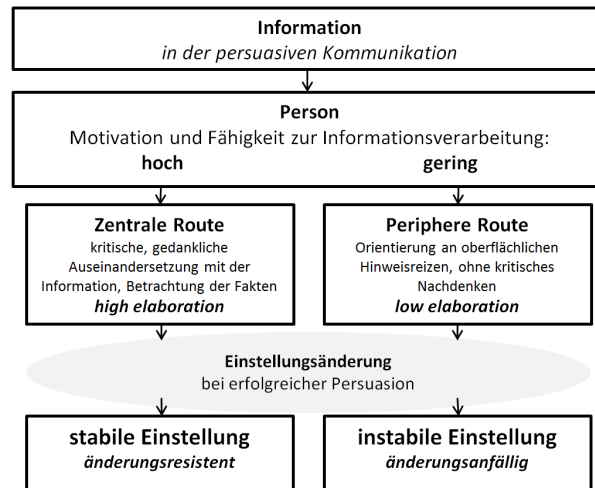 Information
in der persuasiven Kommunikation
Person
Motivation und Fähigkeit zur Informationsverarbeitung:
hoch gering
Zentrale Route
kritische, gedankliche
Auseinandersetzung mit der
Information, Betrachtung der Fakten
high elaboration
Periphere Route
Orientierung an oberflächlichen
Hinweisreizen, ohne kritisches
Nachdenken
low elaboration
Einstellungsänderung
bei erfolgreicher Persuasion
stabile Einstellung
änderungsresistent
instabile Einstellung
änderungsanfällig